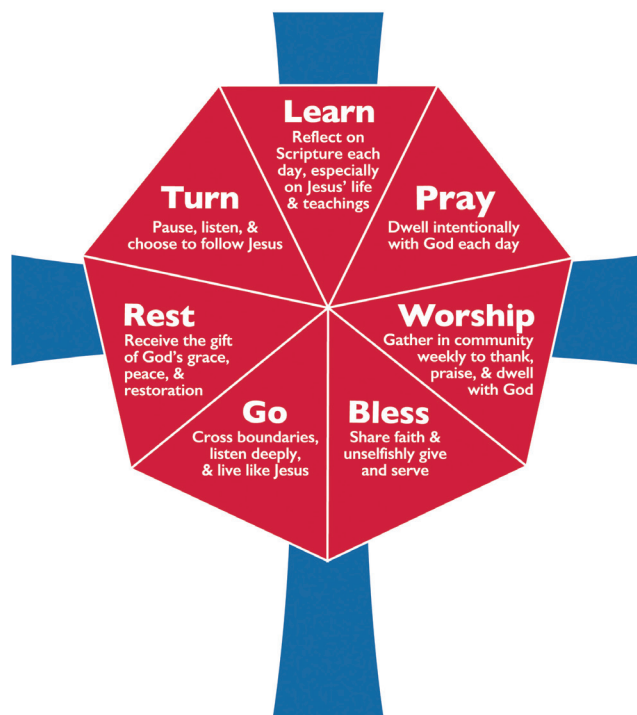 Learn
Reflect on
Scripture each
day, especially
on Jesus' life
& teachings
Turn
Pause, listen, &
choose to follow Jesus
Pray
Dwell intentionally
with God each day
Rest
Receive the gift
of God's grace,
peace, &
restoration
Worship
Gather in community
weekly to thank,
praise, & dwell
with God
Go
Cross boundaries,
listen deeply,
& live like Jesus
Bless
Share faith &
unselfishly give
and serve